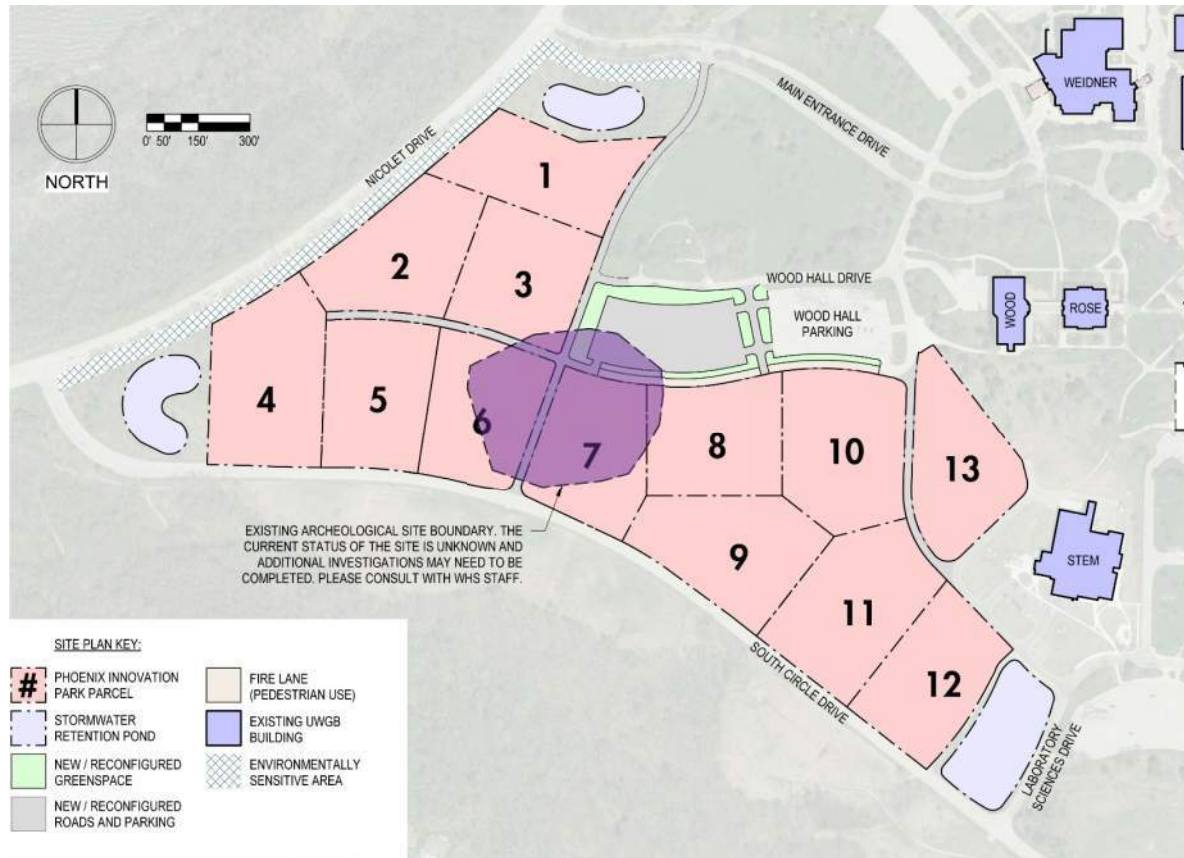 WEIDNER
MAIN ENTRANCE DRIVE
NICOLET DRIVE
0' 50' 150' 300'
NORTH
1
2
3
WOOD HALL DRIVE
WOOD HALL
PARKING
WOOD
ROSE
4
5
6
7
8
10
13
9
11
12
STEM
EXISTING ARCHEOLOGICAL SITE BOUNDARY. THE
CURRENT STATUS OF THE SITE IS UNKNOWN AND
ADDITIONAL INVESTIGATIONS MAY NEED TO BE
COMPLETED. PLEASE CONSULT WITH WHS STAFF.
SOUTH CIRCLE DRIVE
LABORATORY
SCIENCES DRIVE
SITE PLAN KEY:
#
PHOENIX INNOVATION
PARK PARCEL
STORMWATER
RETENTION POND
NEW / RECONFIGURED
GREENSPACE
NEW / RECONFIGURED
ROADS AND PARKING
FIRE LANE
(PEDESTRIAN USE)
EXISTING UWGB
BUILDING
ENVIRONMENTALLY
SENSITIVE AREA